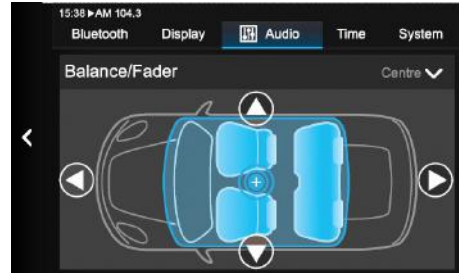 15:38 ▶ AM 104.3
Bluetooth Display Audio Time System
Balance/Fader Centre